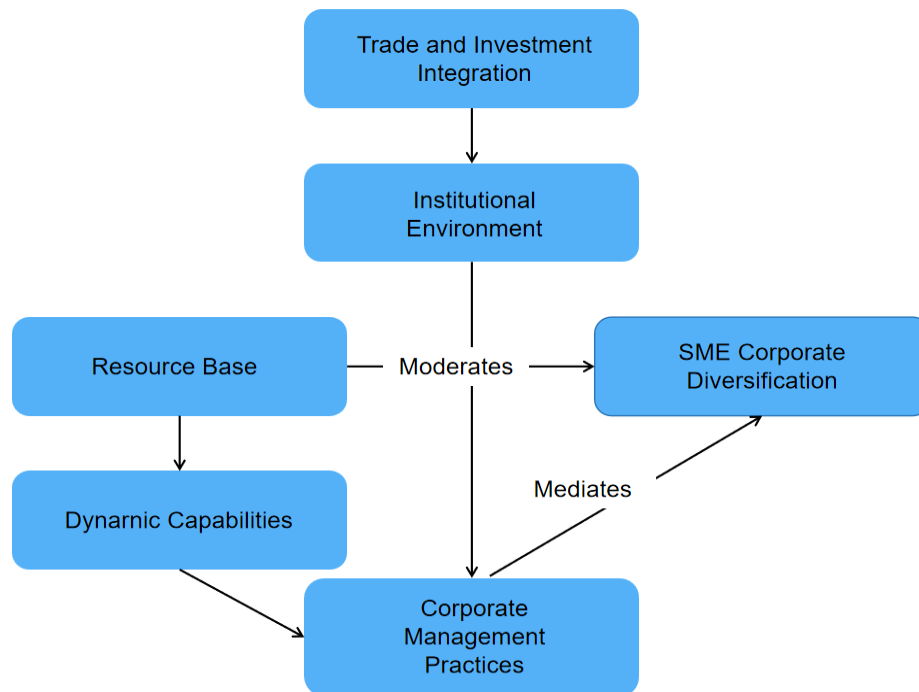 Trade and Investment
Integration
Institutional
Environment
Resource Base
Moderates
SME Corporate
Diversification
Mediates
Dynarnic Capabilities
Corporate
Management
Practices